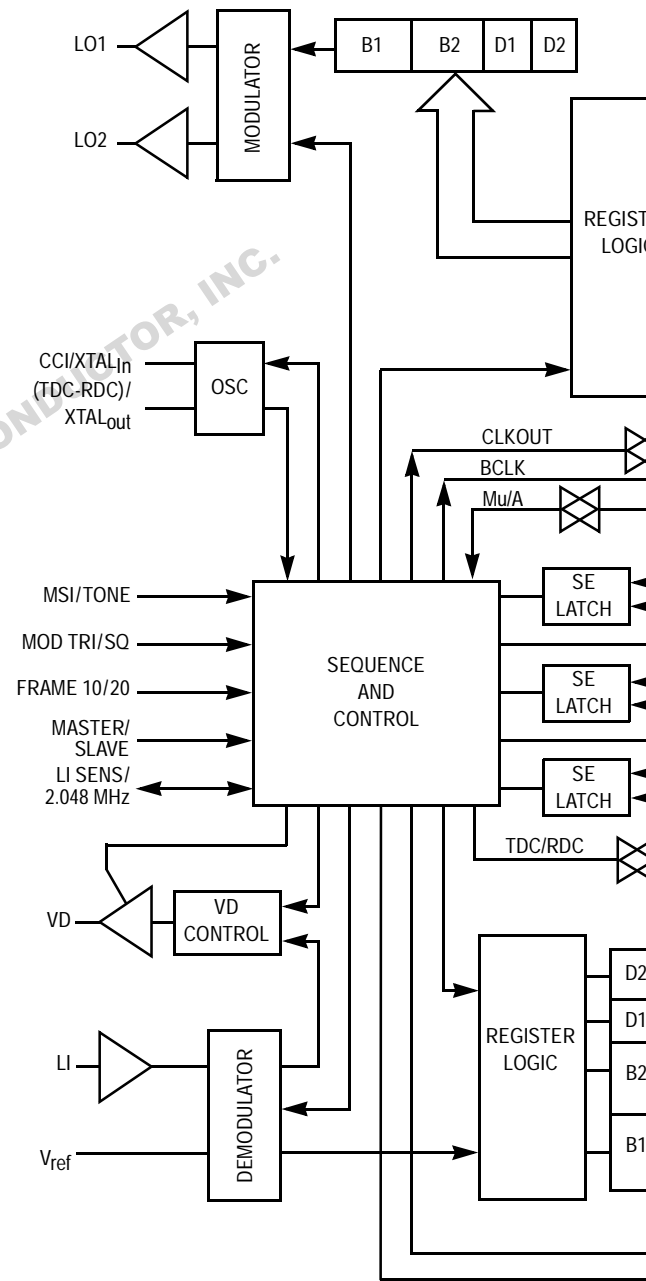 LO1
LO2
MODULATOR
B1 B2 D1 D2
LOGIC
CCI/XTALIn
(TDC-RDC)/
XTALout
OSC
CLKOUT
BCLK
Mu/A
MSI/TONE
MOD TRI/SQ
FRAME 10/20
MASTER/
SLAVE
LI SENS/
2.048 MHz
SEQUENCE
AND
CONTROL
SE
LATCH
SE
LATCH
SE
LATCH
TDC/RDC
VD
VD
CONTROL
LI
Vref
DEMODULATOR
REGISTER
LOGIC
D2
D1
B2
B1
, INC.